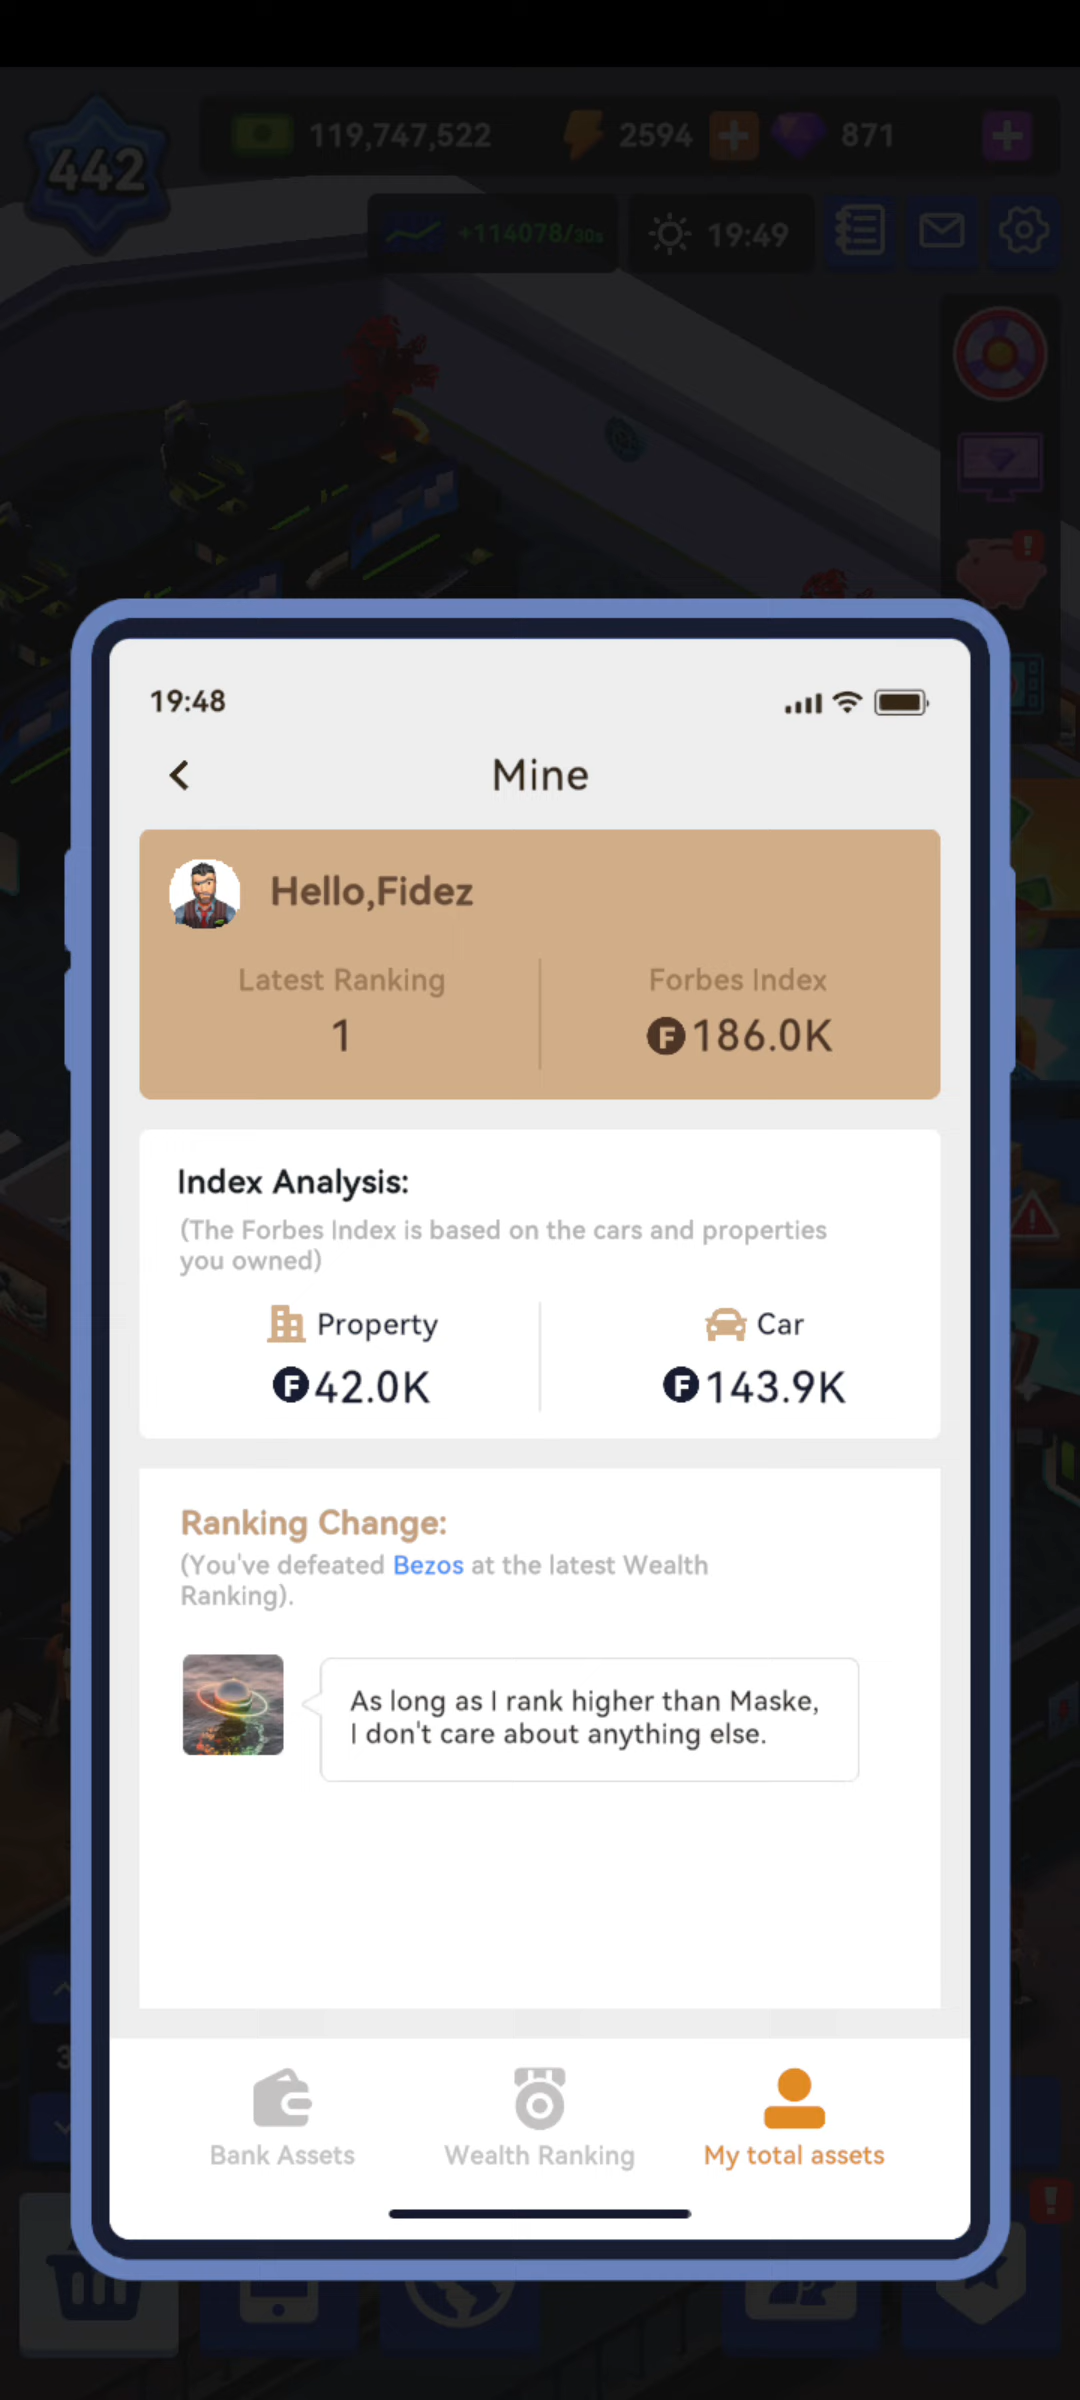 442
119,747,522
2594
871
+114078/30s
19:49
19:48
Mine
Hello,Fidez
Latest Ranking
Forbes Index
1
F 186.0K
Index Analysis:
(The Forbes Index is based on the cars and properties
you owned)
Property
Car
F 42.0K
F 143.9K
Ranking Change:
(You've defeated Bezos at the latest Wealth
Ranking).
As long as I rank higher than Maske,
I don't care about anything else.
3
Bank Assets
Wealth Ranking
My total assets